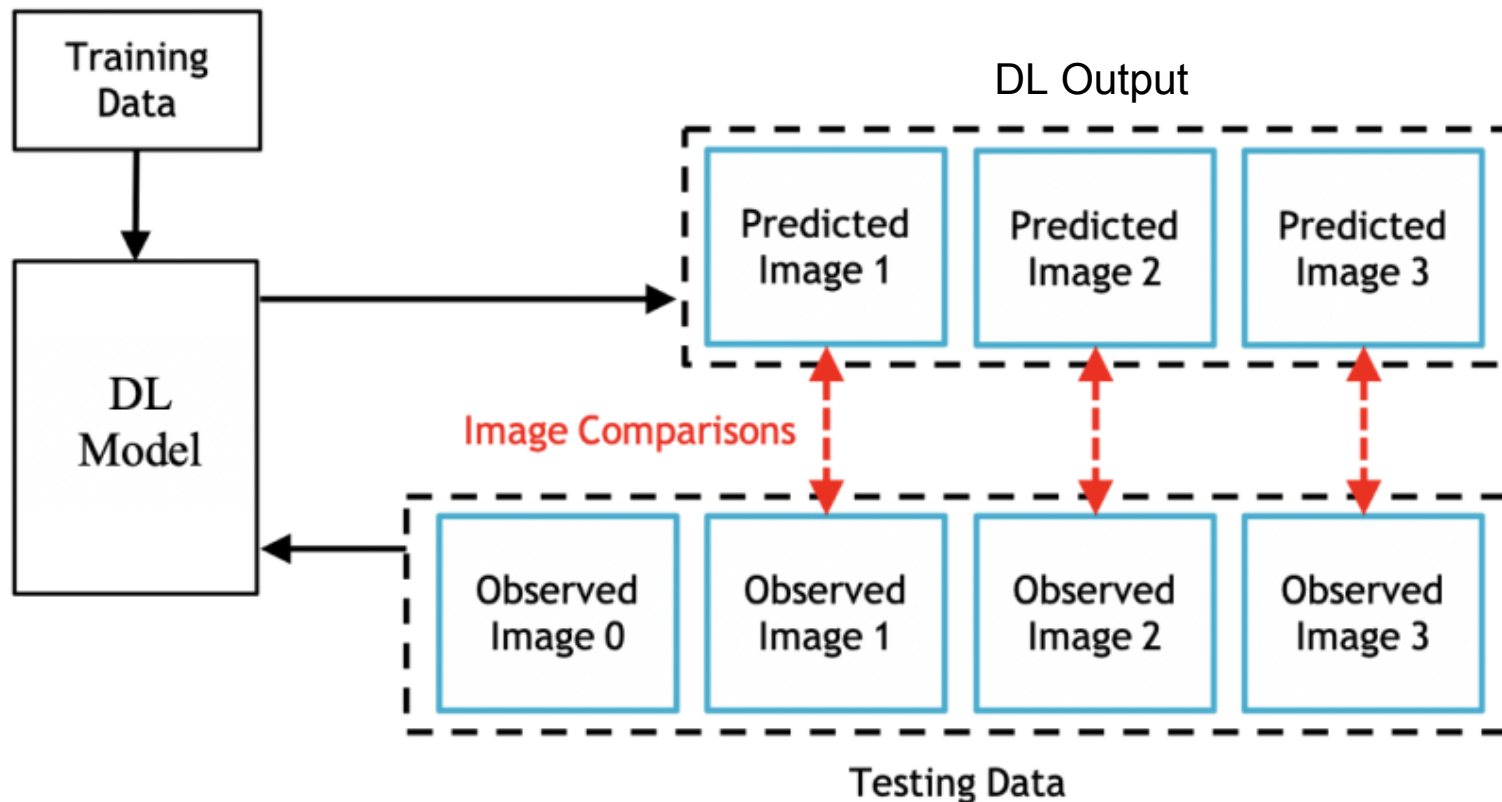 Training
Data
DL Output
Predicted
Image 1
Predicted
Image 2
Predicted
Image 3
DL
Model
Image Comparisons
Observed
Image 0
Observed
Image 1
Observed
Image 2
Observed
Image 3
Testing Data